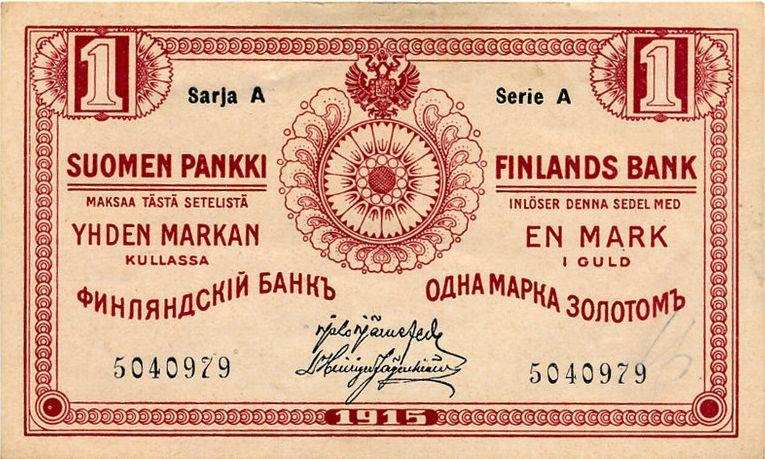 1
1
Sarja A
Serie A
SUOMEN PANKKI
MAKSAA TÄSTÄ SETELISTÄ
YHDEN MARKAN
KULLASSA
FINLANDS BANK
INLÖSER DENNA SEDEL MED
EN MARK
I GULD
ФИНЛЯНДСКІЙ БАНКЪ
ОДНА МАРКА ЗОЛОТОМЪ
5040979
5040979
1915